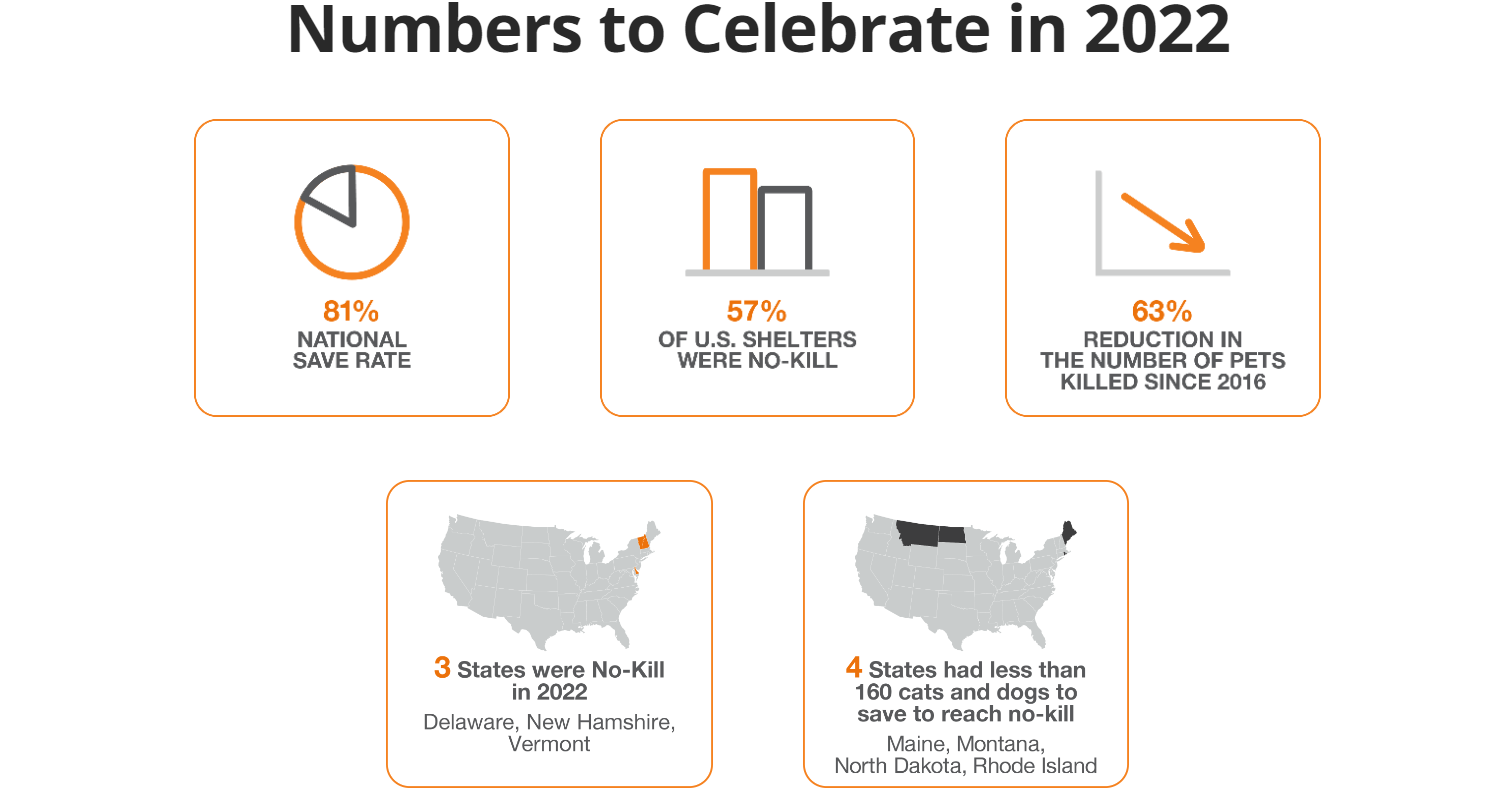 Numbers to Celebrate in 2022
81%
NATIONAL
SAVE RATE
57%
OF U.S. SHELTERS
WERE NO-KILL
63%
REDUCTION IN
THE NUMBER OF PETS
KILLED SINCE 2016
3 States were No-Kill
in 2022
Delaware, New Hamshire,
Vermont
4 States had less than
160 cats and dogs to
save to reach no-kill
Maine, Montana,
North Dakota, Rhode Island